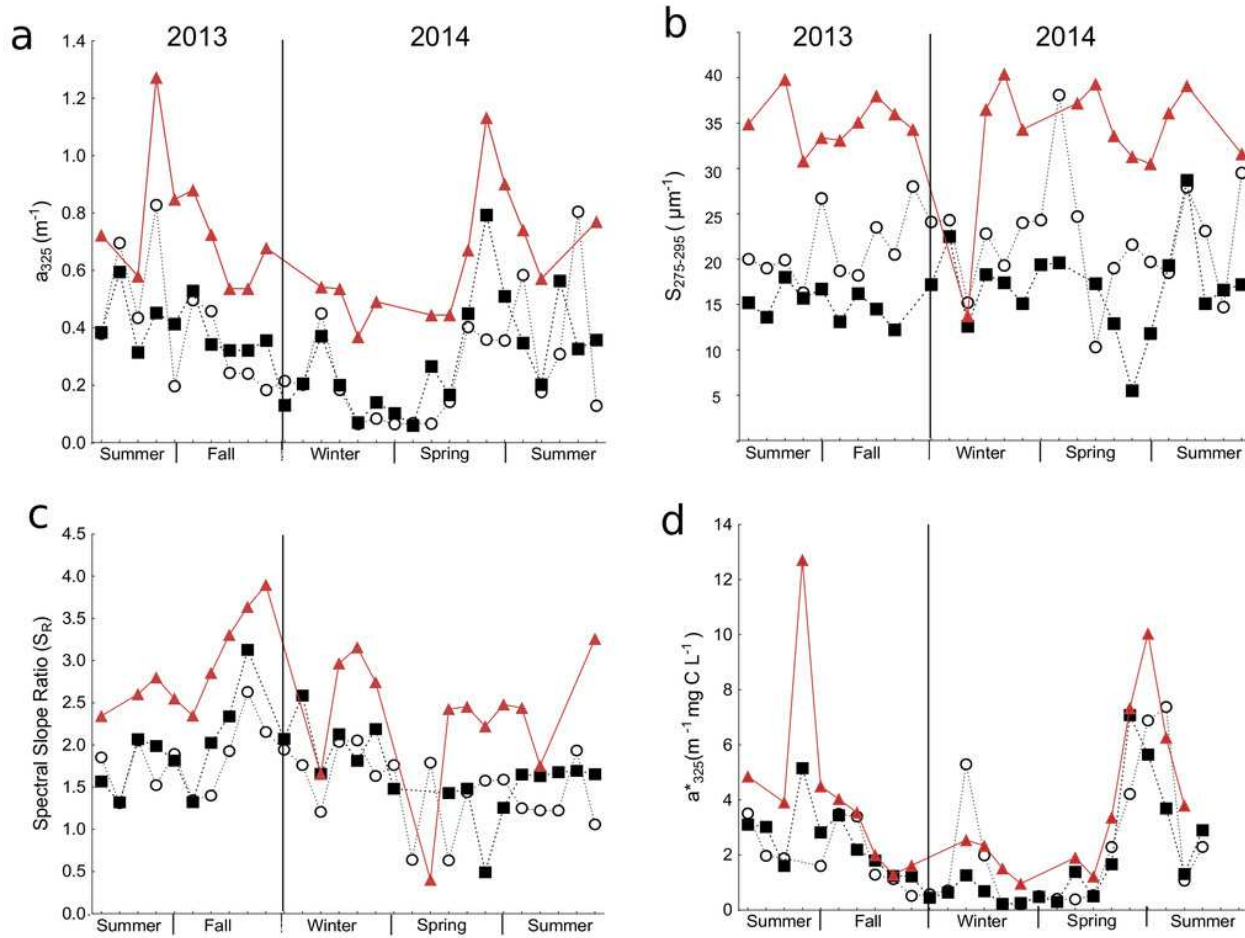 a
2013
2014
1.4
1.2
1.0
0.8
0.6
0.4
0.2
0.0
a325 (m-1)
Summer
Fall
Winter
Spring
Summer
b
2013
2014
40
35
30
25
20
15
10
5
S275-295 ( µm-1)
Summer
Fall
Winter
Spring
Summer
c
4.5
4.0
3.5
3.0
2.5
2.0
1.5
1.0
0.5
0.0
Spectral Slope Ratio (SR)
Summer
Fall
Winter
Spring
Summer
d
14
12
10
8
6
4
2
0
a*325(m-1 mg C L-1)
Summer
Fall
Winter
Spring
Summer